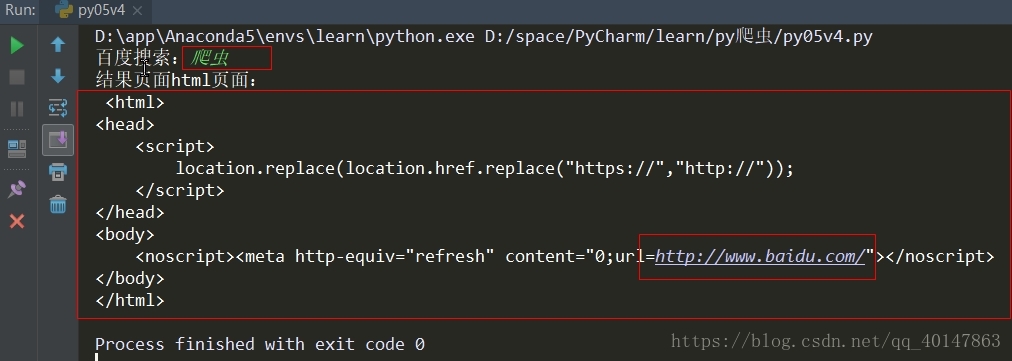 Run: py05v4
D:\app\Anaconda5\envs\learn\python.exe D:/space/PyCharm/learn/py爬虫/py05v4.py
百度搜索：爬虫
结果页面html页面：
<html>
<head>
<script>
location.replace(location.href.replace("https://","http://"));
</script>
</head>
<body>
<noscript><meta http-equiv="refresh" content="0;url=http://www.baidu.com/"></noscript>
</body>
</html>
Process finished with exit code 0
https://blog.csdn.net/qq_40147863